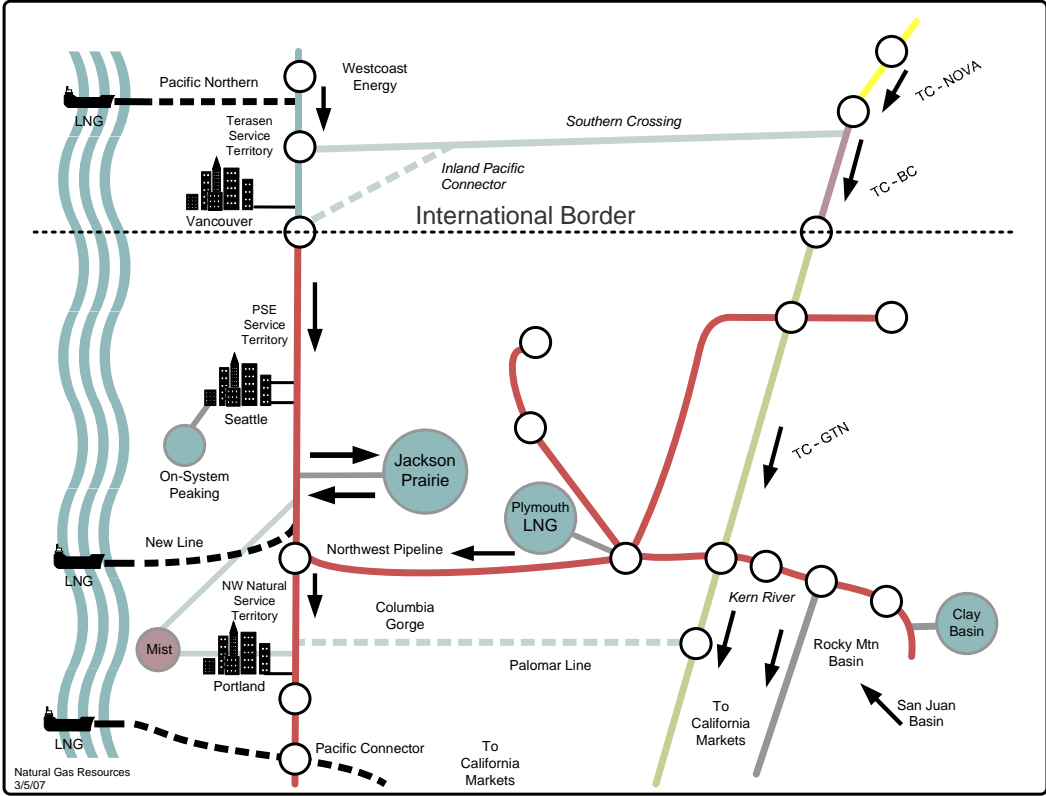 Pacific Northern
Westcoast
Energy
TC - NOVA
LNG
Terasen
Service
Territory
Southern Crossing
Inland Pacific
Connector
TC - BC
Vancouver
International Border
PSE
Service
Territory
Seattle
On-System
Peaking
Jackson
Prairie
TC - GTN
Plymouth
LNG
New Line
Northwest Pipeline
LNG
NW Natural
Service
Territory
Kern River
Columbia
Gorge
Clay
Basin
Mist
Palomar Line
Rocky Mtn
Basin
Portland
San Juan
Basin
To
California
Markets
LNG
Pacific Connector
To
California
Markets
Natural Gas Resources
3/5/07